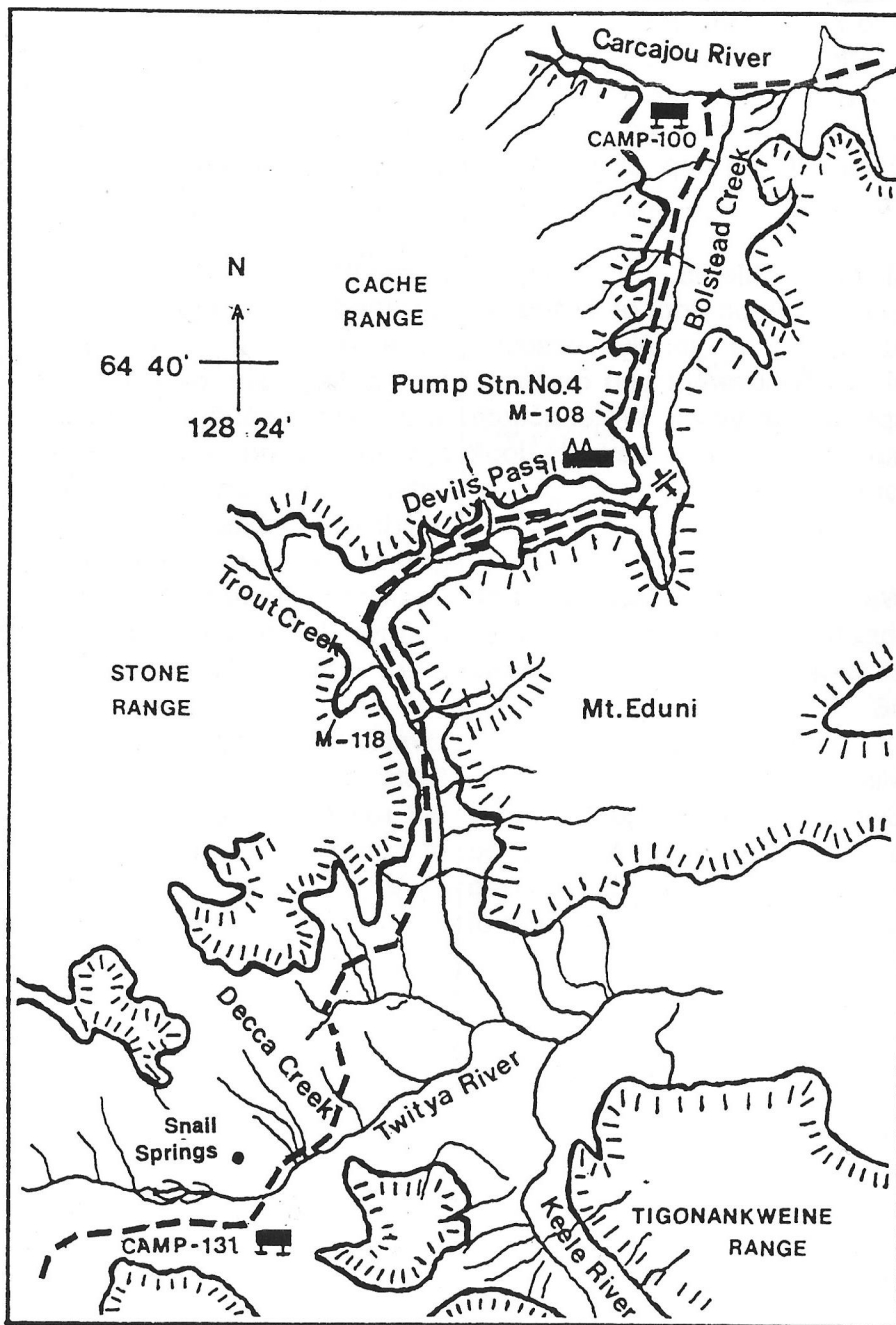 Carcajou River
CAMP-100
Bolstead Creek
N
CACHE
RANGE
64 40'
128 24'
Pump Stn.No.4
M-108
Devils Pass
Trout Creek
STONE
RANGE
M-118
Mt.Eduni
Decca Creek
Twitya River
Snail
Springs
Keele River
TIGONANKWEINE
RANGE
CAMP-131